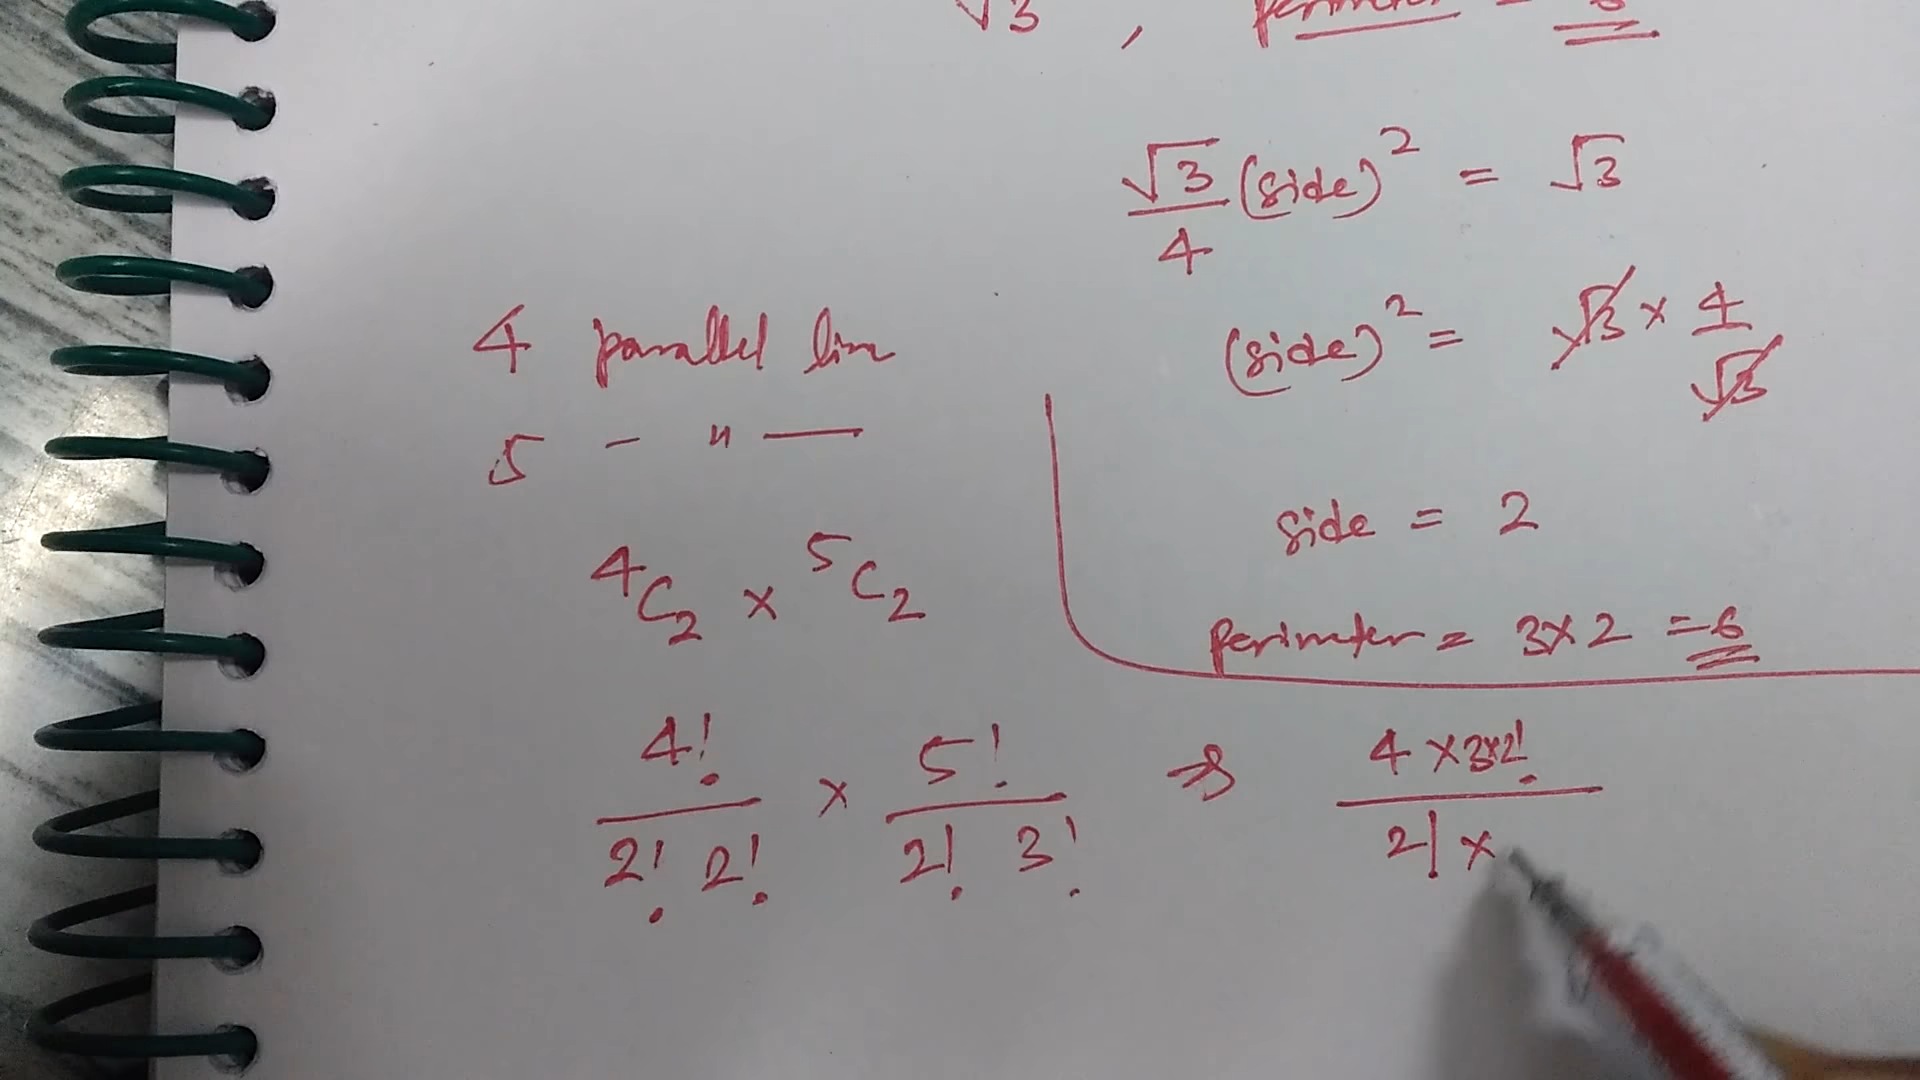 √3 , perimeter = 6
√3/4 (side)² = √3
(side)² = √3 × 4/√3
side = 2
perimeter = 3×2 = 6
4 parallel line
5 – " —
⁴C₂ × ⁵C₂
4!/2! 2! × 5!/2! 3! ⇒ 4×3×2!/2! ×